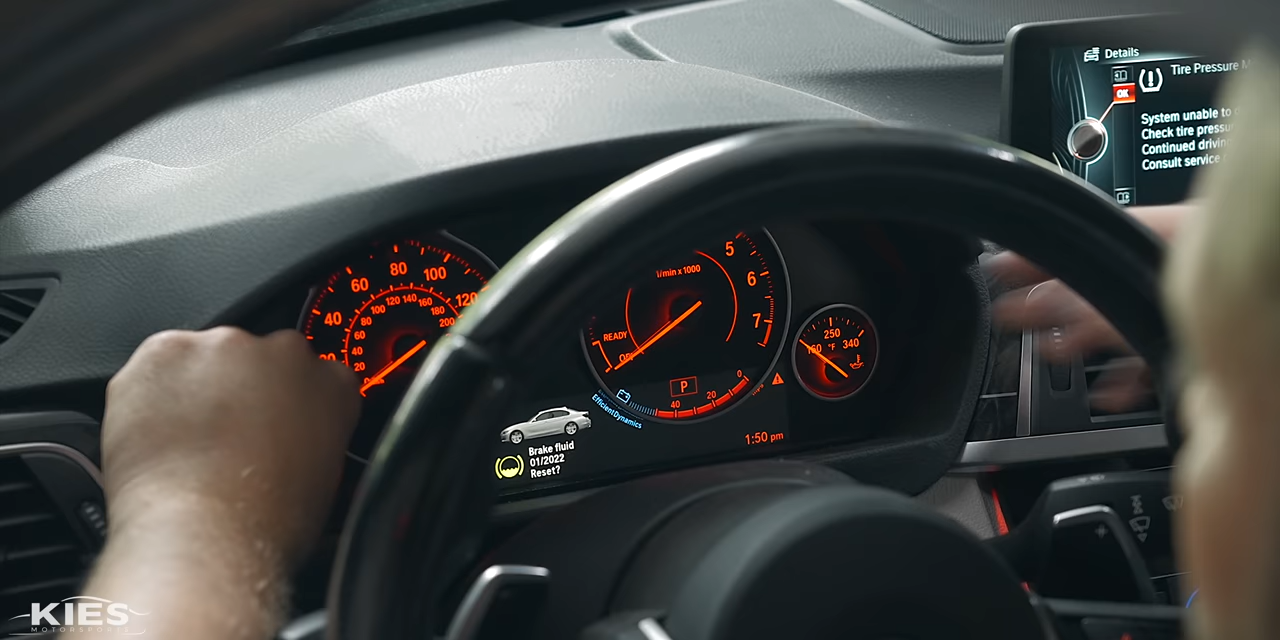 Details
Tire Pressure M
OK
System unable to
Check tire pressu
Continued drivin
Consult service
40
60
80
100
120
20
40
60
80
100
120
140
160
180
200
1/min x 1000
5
6
7
READY
OFF
P
40
20
0
EfficientDynamics
250
160
°F
340
Brake fluid
01/2022
Reset?
1:50 pm
KIES
MOTORSPORTS